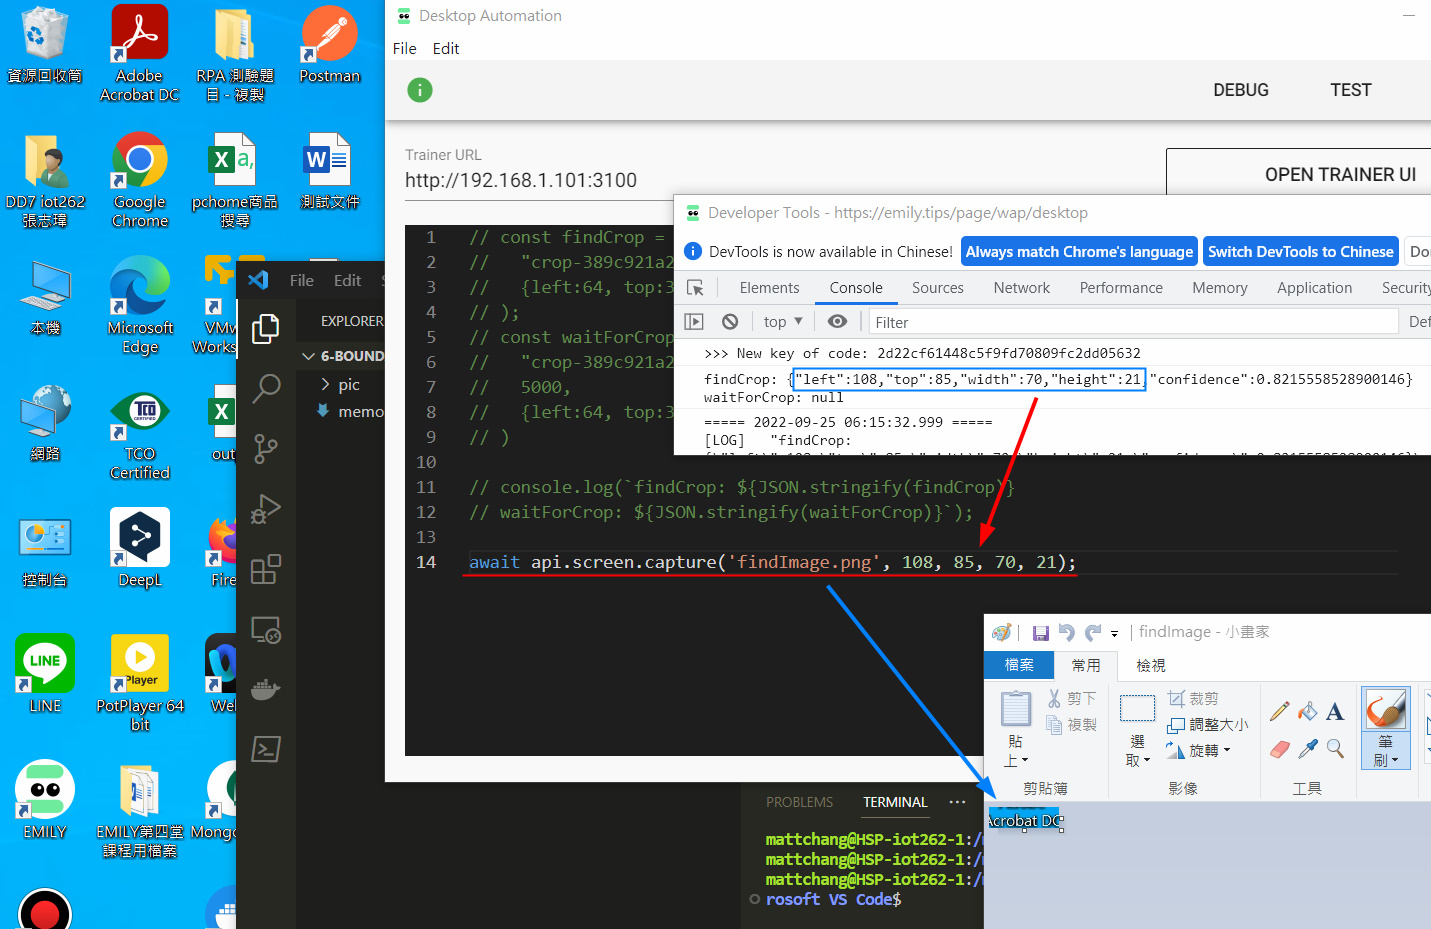 資源回收筒
Adobe
Acrobat DC
RPA 測驗題
目 - 複製
Postman
DD7 iot262
張志瑋
Google
Chrome
pchome商品
搜尋
測試文件
本機
Microsoft
Edge
VMw
Works
網路
TCO
Certified
out
控制台
DeepL
Fire
LINE
PotPlayer 64
bit
We
EMILY
EMILY第四堂
課程用檔案
Mongo
Desktop Automation
File Edit
DEBUG TEST
Trainer URL
http://192.168.1.101:3100
OPEN TRAINER UI
1 // const findCrop =
2 // "crop-389c921a2
3 // {left:64, top:3
4 // );
5 // const waitForCrop
6 // "crop-389c921a2
7 // 5000,
8 // {left:64, top:3
9 // )
10
11 // console.log(`findCrop: ${JSON.stringify(findCrop)}
12 // waitForCrop: ${JSON.stringify(waitForCrop)}`);
13
14 await api.screen.capture('findImage.png', 108, 85, 70, 21);
Developer Tools - https://emily.tips/page/wap/desktop
DevTools is now available in Chinese! Always match Chrome's language Switch DevTools to Chinese Do
Elements Console Sources Network Performance Memory Application Security
top Filter Def
>>> New key of code: 2d22cf61448c5f9fd70809fc2dd05632
findCrop: {"left":108,"top":85,"width":70,"height":21,"confidence":0.8215558528900146}
waitForCrop: null
===== 2022-09-25 06:15:32.999 =====
[LOG] "findCrop:
File Edit S
EXPLORER
6-BOUND
pic
memo
PROBLEMS TERMINAL ···
mattchang@HSP-iot262-1:/
mattchang@HSP-iot262-1:/
mattchang@HSP-iot262-1:/
rosoft VS Code$
findImage - 小畫家
檔案 常用 檢視
貼
上
剪下
複製
剪貼簿
選
取
裁剪
調整大小
旋轉
影像
A
工具
筆
刷
Acrobat DC